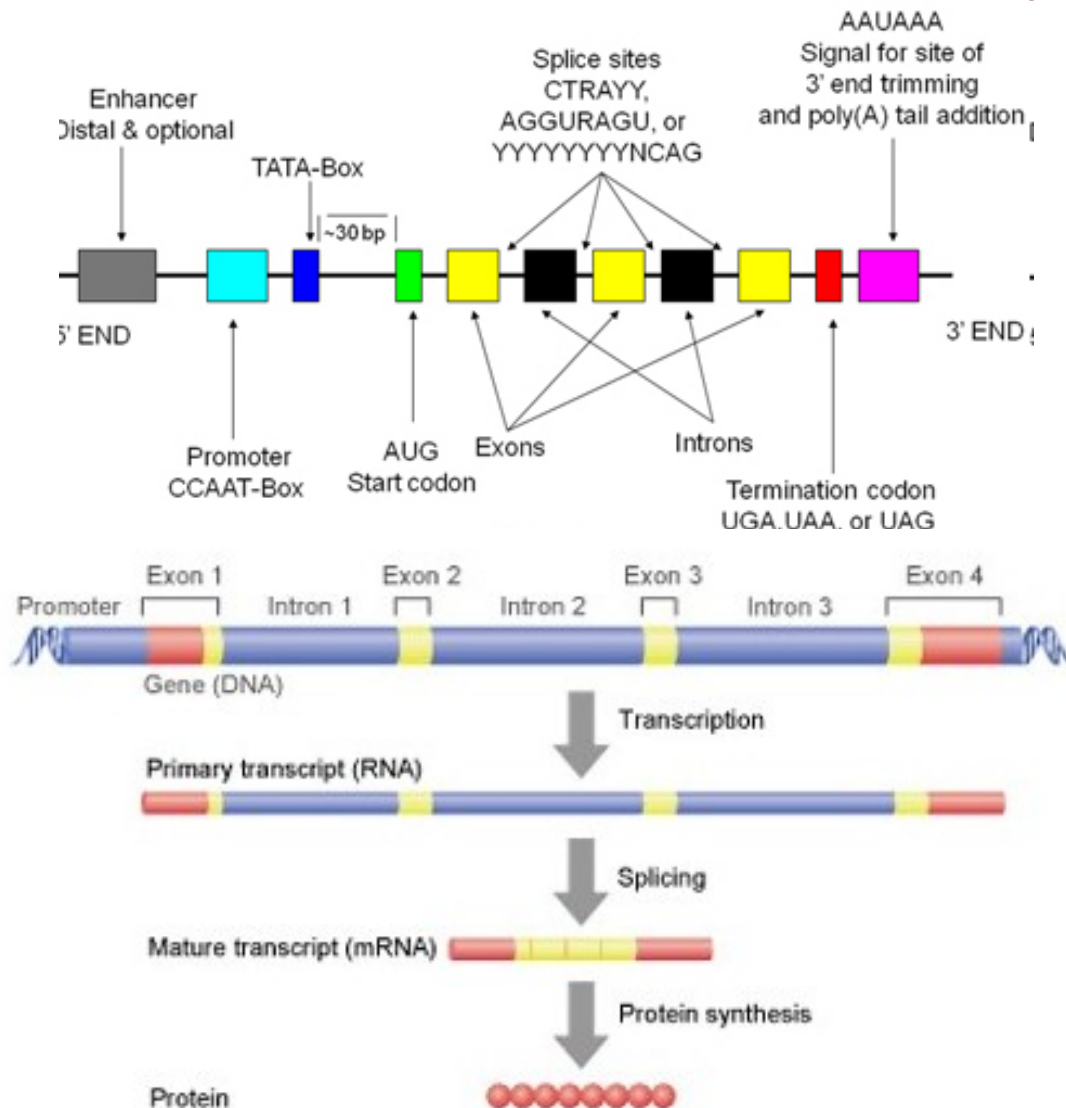 AAUAAA
Signal for site of
3' end trimming
and poly(A) tail addition
Splice sites
CTRAYY,
AGGURAGU, or
YYYYYYYYNCAG
Enhancer
Distal & optional
TATA-Box
~30 bp
5' END
3' END
Promoter
CCAAT-Box
AUG
Start codon
Exons
Introns
Termination codon
UGA,UAA, or UAG
Exon 1
Exon 2
Exon 3
Exon 4
Promoter
Intron 1
Intron 2
Intron 3
Gene (DNA)
Transcription
Primary transcript (RNA)
Splicing
Mature transcript (mRNA)
Protein synthesis
Protein